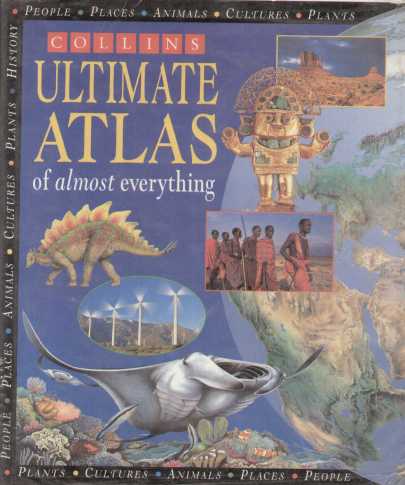 PEOPLE • PLACES • ANIMALS • CULTURES • PLANTS
COLLINS
ULTIMATE
ATLAS
of almost everything
PEOPLE • PLACES • ANIMALS • CULTURES • PLANTS • HISTORY
PLANTS • CULTURES • ANIMALS • PLACES • PEOPLE